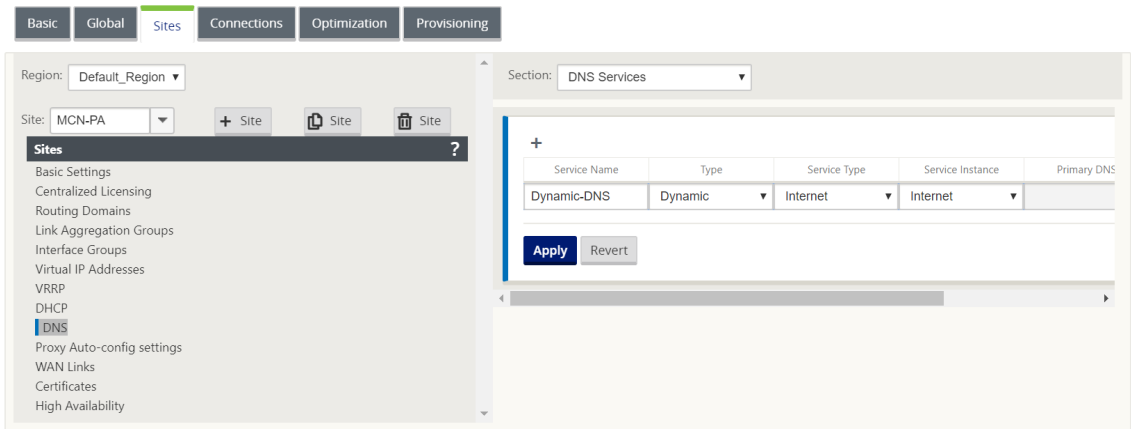 Basic Global Sites Connections Optimization Provisioning
Region: Default_Region
Section: DNS Services
Site: MCN-PA + Site Site Site
Sites ?
Basic Settings
Centralized Licensing
Routing Domains
Link Aggregation Groups
Interface Groups
Virtual IP Addresses
VRRP
DHCP
DNS
Proxy Auto-config settings
WAN Links
Certificates
High Availability
+
Service Name Type Service Type Service Instance Primary DNS
Dynamic-DNS Dynamic Internet Internet
Apply Revert